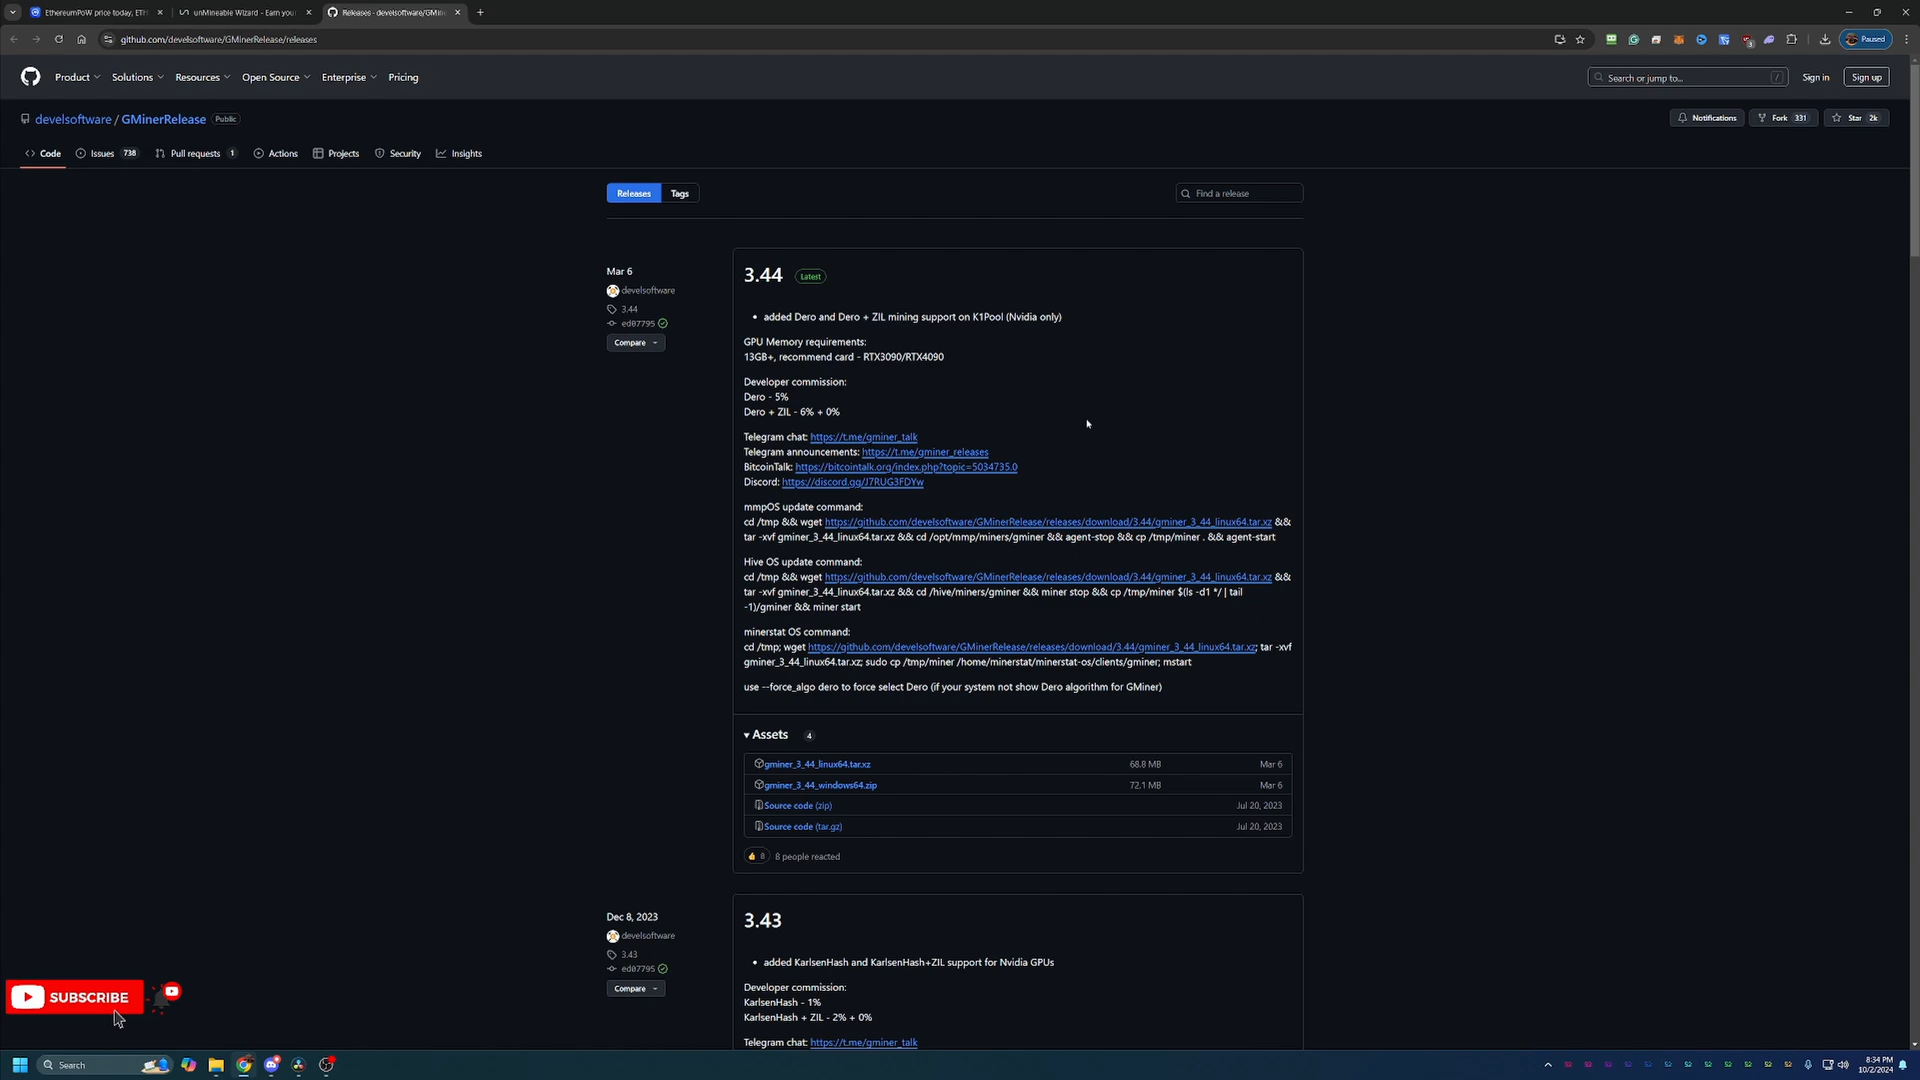 EthereumPoW price today, ETH
unMineable Wizard - Earn you
Releases · develsoftware/GMin
github.com/develsoftware/GMinerRelease/releases
Paused
Product
Solutions
Resources
Open Source
Enterprise
Pricing
Search or jump to...
/
Sign in
Sign up
develsoftware / GMinerRelease
Public
Notifications
Fork 331
Star 2k
Code
Issues 738
Pull requests 1
Actions
Projects
Security
Insights
Releases
Tags
Find a release
Mar 6
develsoftware
3.44
ed07795
Compare
3.44 Latest
• added Dero and Dero + ZIL mining support on K1Pool (Nvidia only)
GPU Memory requirements:
13GB+, recommend card - RTX3090/RTX4090
Developer commission:
Dero - 5%
Dero + ZIL - 6% + 0%
Telegram chat: https://t.me/gminer_talk
Telegram announcements: https://t.me/gminer_releases
BitcoinTalk: https://bitcointalk.org/index.php?topic=5034735.0
Discord: https://discord.gg/J7RUG3FDYw
mmpOS update command:
cd /tmp && wget https://github.com/develsoftware/GMinerRelease/releases/download/3.44/gminer_3_44_linux64.tar.xz &&
tar -xvf gminer_3_44_linux64.tar.xz && cd /opt/mmp/miners/gminer && agent-stop && cp /tmp/miner . && agent-start
Hive OS update command:
cd /tmp && wget https://github.com/develsoftware/GMinerRelease/releases/download/3.44/gminer_3_44_linux64.tar.xz &&
tar -xvf gminer_3_44_linux64.tar.xz && cd /hive/miners/gminer && miner stop && cp /tmp/miner $(ls -d1 */ | tail
-1)/gminer && miner start
minerstat OS command:
cd /tmp; wget https://github.com/develsoftware/GMinerRelease/releases/download/3.44/gminer_3_44_linux64.tar.xz; tar -xvf
gminer_3_44_linux64.tar.xz; sudo cp /tmp/miner /home/minerstat/minerstat-os/clients/gminer; mstart
use --force_algo dero to force select Dero (if your system not show Dero algorithm for GMiner)
Assets 4
gminer_3_44_linux64.tar.xz 68.8 MB Mar 6
gminer_3_44_windows64.zip 72.1 MB Mar 6
Source code (zip) Jul 20, 2023
Source code (tar.gz) Jul 20, 2023
8 8 people reacted
Dec 8, 2023
develsoftware
3.43
ed07795
Compare
3.43
• added KarlsenHash and KarlsenHash+ZIL support for Nvidia GPUs
Developer commission:
KarlsenHash - 1%
KarlsenHash + ZIL - 2% + 0%
Telegram chat: https://t.me/gminer_talk
SUBSCRIBE
Search
8:34 PM
10/2/2024